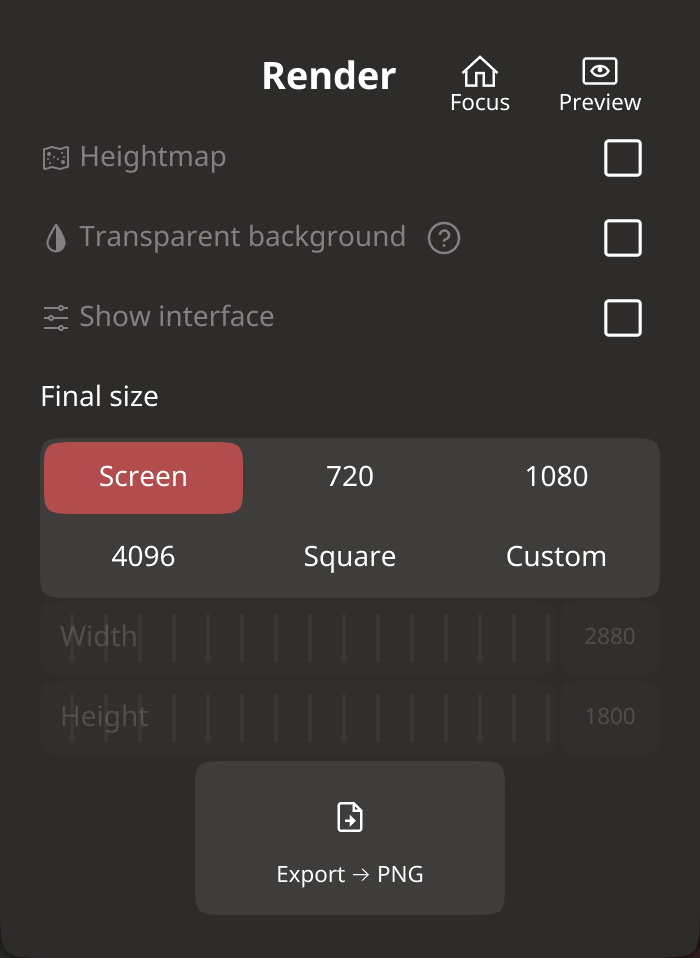 Render
Focus
Preview
Heightmap
Transparent background ?
Show interface
Final size
Screen 720 1080
4096 Square Custom
Width 2880
Height 1800
Export → PNG